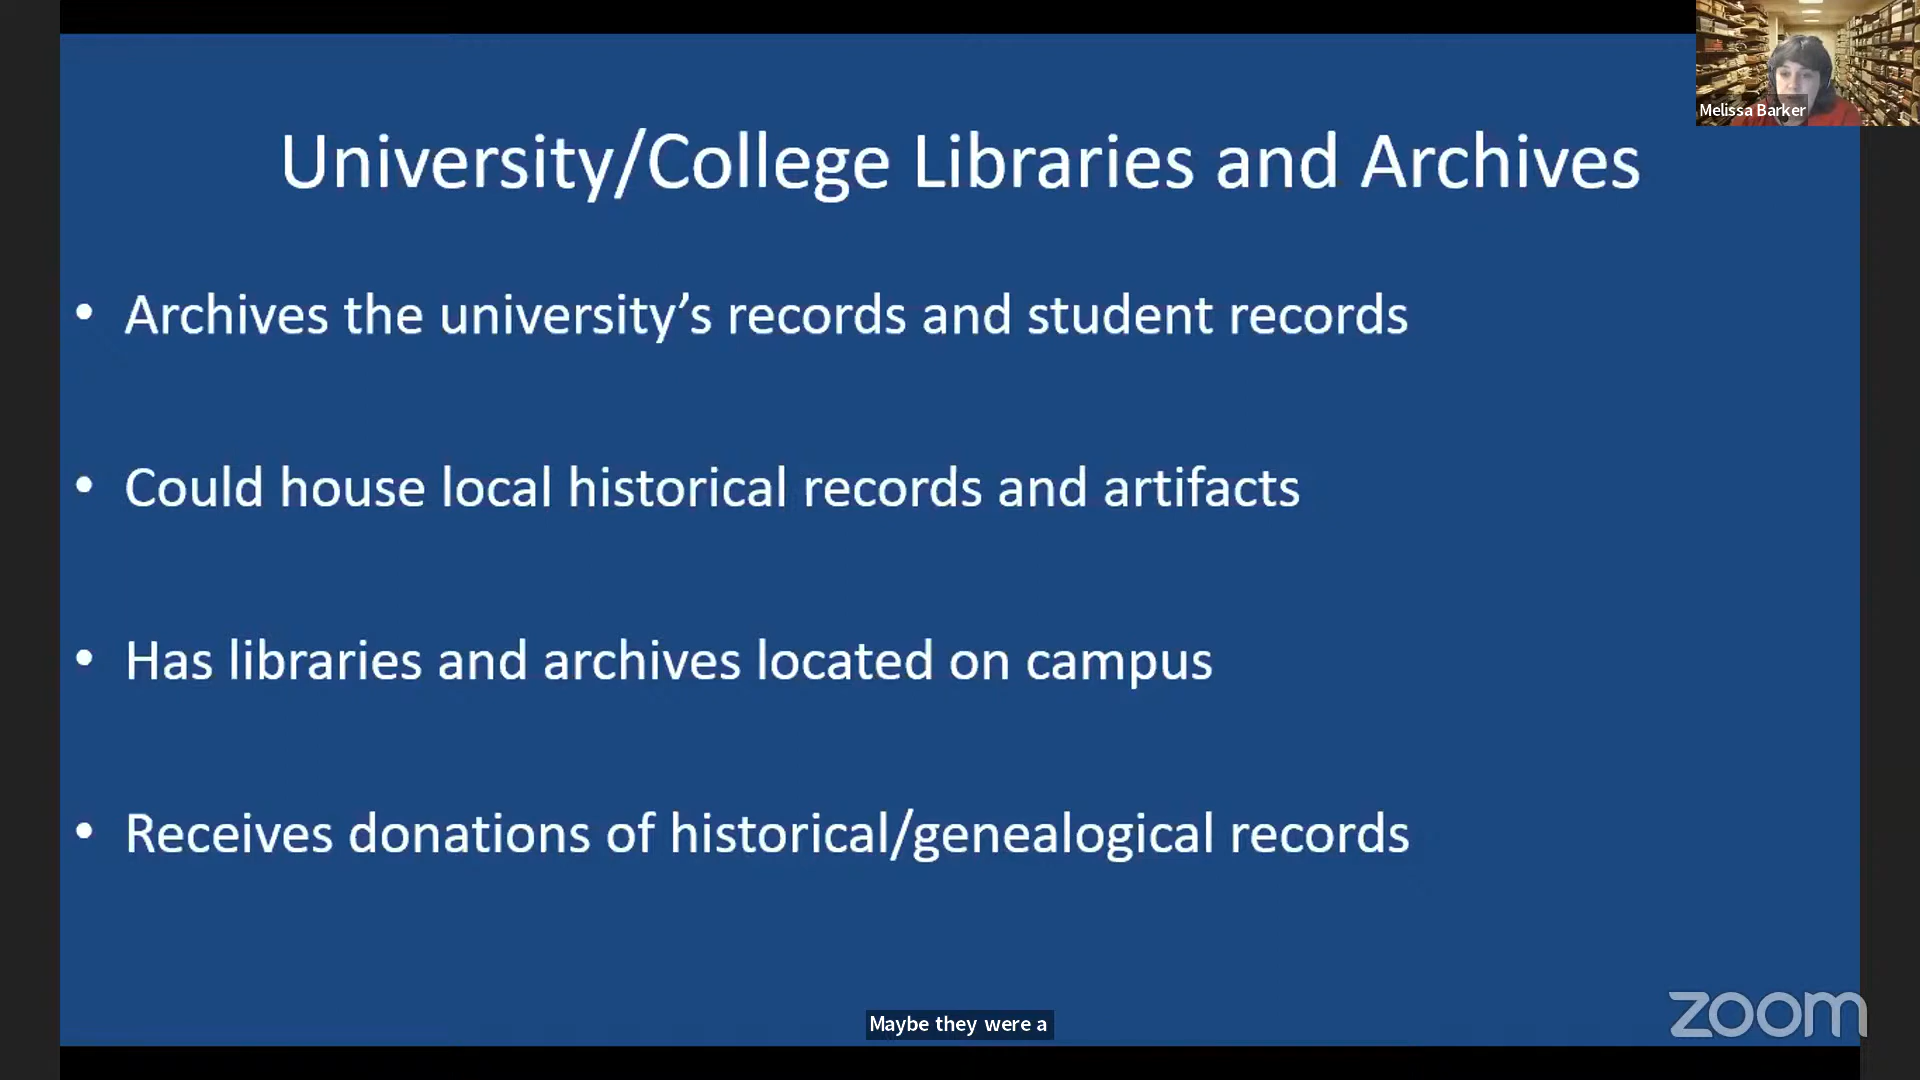 Melissa Barker
University/College Libraries and Archives
• Archives the university’s records and student records
• Could house local historical records and artifacts
• Has libraries and archives located on campus
• Receives donations of historical/genealogical records
Maybe they were a
zoom